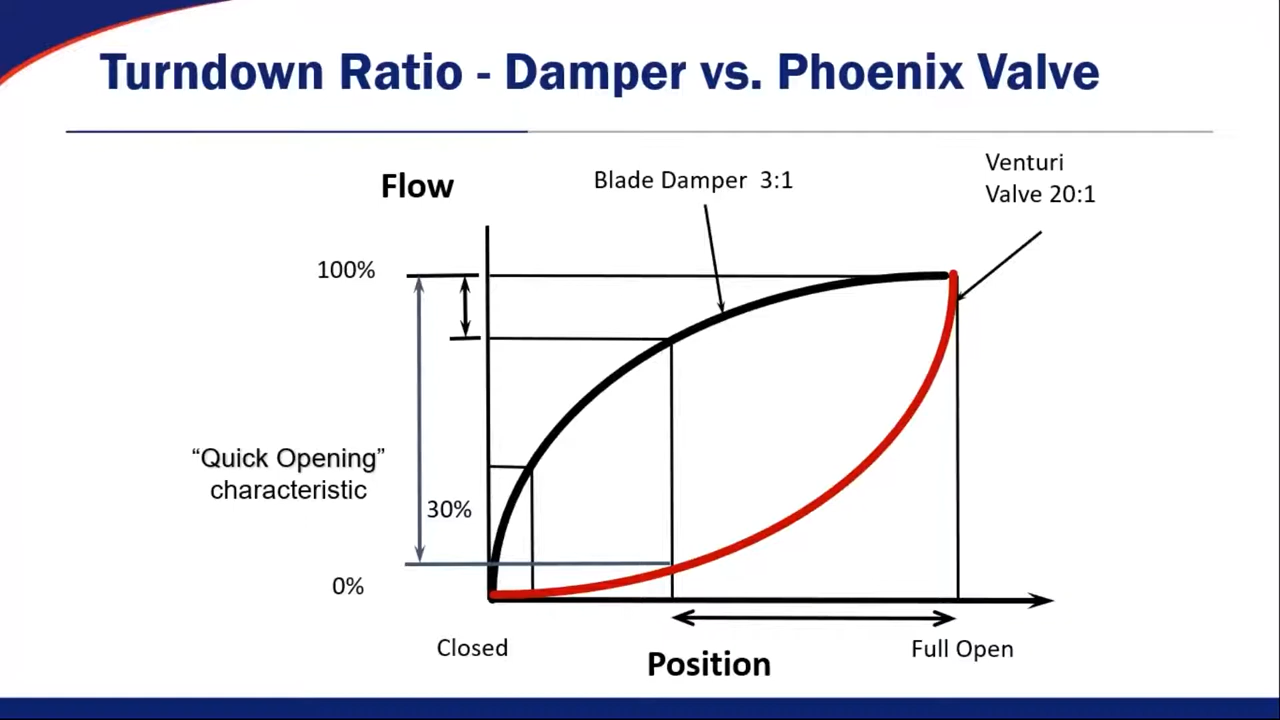 Turndown Ratio - Damper vs. Phoenix Valve
Flow
Blade Damper 3:1
Venturi
Valve 20:1
100%
“Quick Opening”
characteristic
30%
0%
Closed
Position
Full Open